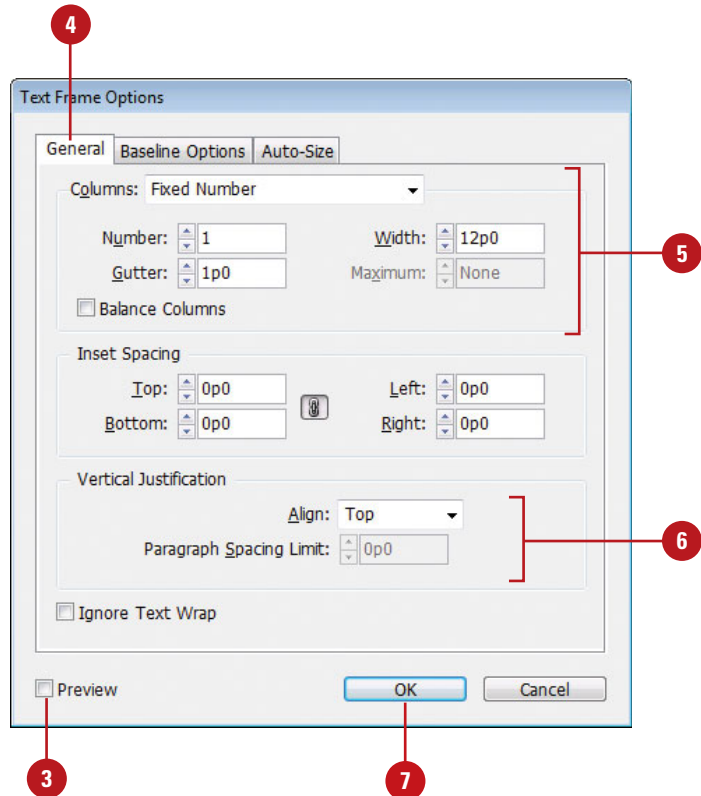 4
Text Frame Options
General Baseline Options Auto-Size
Columns: Fixed Number
Number: 1 Width: 12p0
5
Gutter: 1p0 Maximum: None
Balance Columns
Inset Spacing
Top: 0p0 Left: 0p0
Bottom: 0p0 Right: 0p0
Vertical Justification
Align: Top
6
Paragraph Spacing Limit: 0p0
Ignore Text Wrap
Preview OK Cancel
3 7